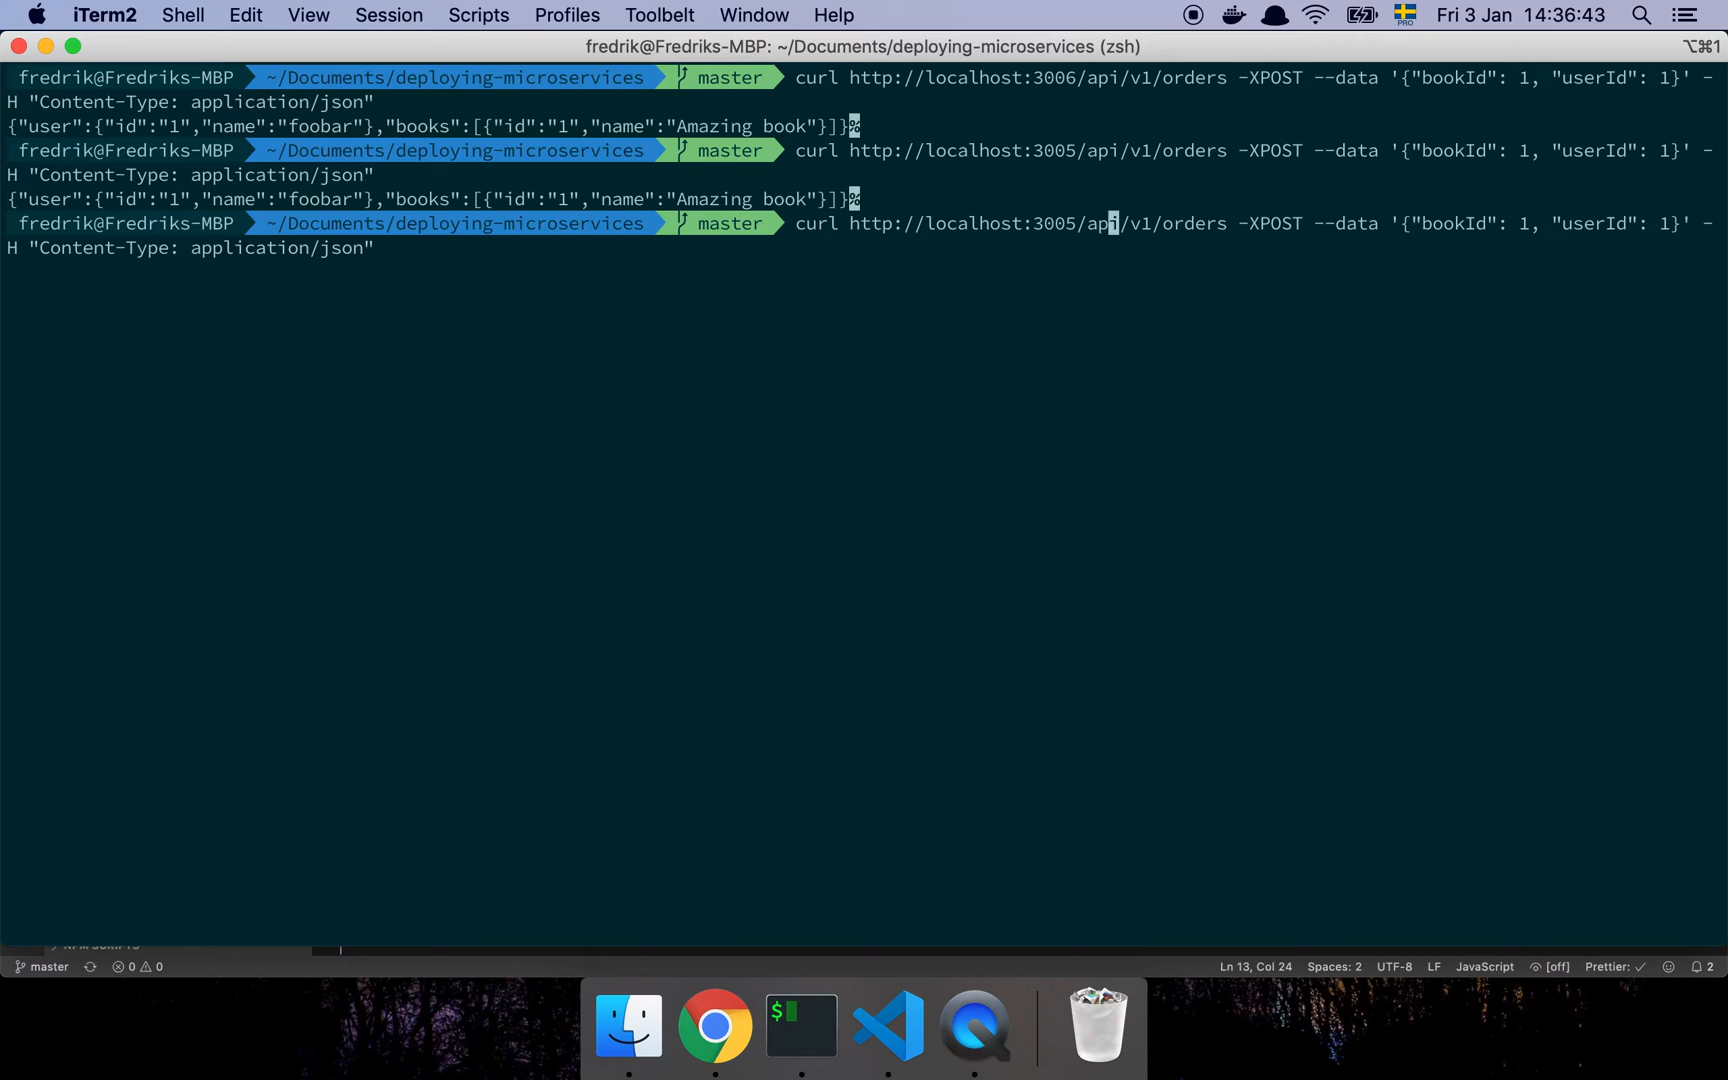 iTerm2 Shell Edit View Session Scripts Profiles Toolbelt Window Help PRO Fri 3 Jan 14:36:43
fredrik@Fredriks-MBP: ~/Documents/deploying-microservices (zsh) ⌥⌘1
fredrik@Fredriks-MBP ~/Documents/deploying-microservices master curl http://localhost:3006/api/v1/orders -XPOST --data '{"bookId": 1, "userId": 1}' -
H "Content-Type: application/json"
{"user":{"id":"1","name":"foobar"},"books":[{"id":"1","name":"Amazing book"}]}%
fredrik@Fredriks-MBP ~/Documents/deploying-microservices master curl http://localhost:3005/api/v1/orders -XPOST --data '{"bookId": 1, "userId": 1}' -
H "Content-Type: application/json"
{"user":{"id":"1","name":"foobar"},"books":[{"id":"1","name":"Amazing book"}]}%
fredrik@Fredriks-MBP ~/Documents/deploying-microservices master curl http://localhost:3005/api/v1/orders -XPOST --data '{"bookId": 1, "userId": 1}' -
H "Content-Type: application/json"
NPM SCRIPTS
master 0 0 Ln 13, Col 24 Spaces: 2 UTF-8 LF JavaScript [off] Prettier: ✓ 2
$